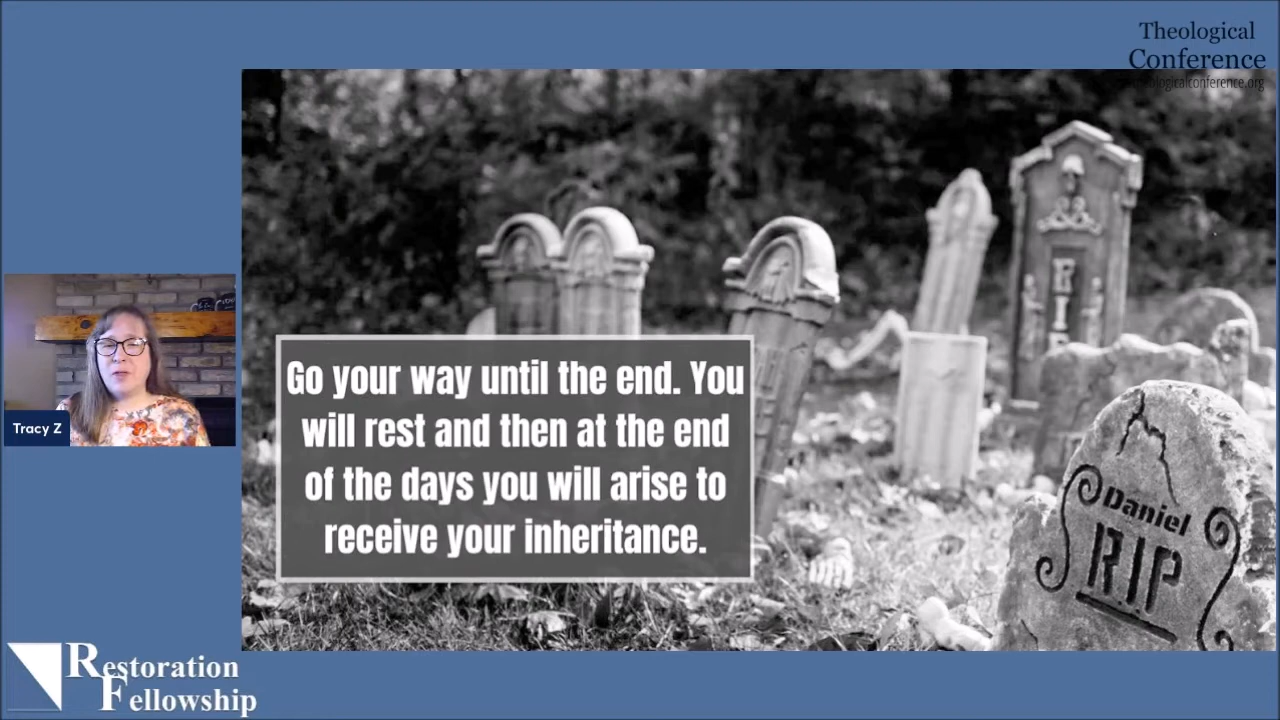 Theological
Conference
Go your way until the end. You
will rest and then at the end
of the days you will arise to
receive your inheritance.
RIP
Daniel
RIP
Tracy Z
Restoration
Fellowship